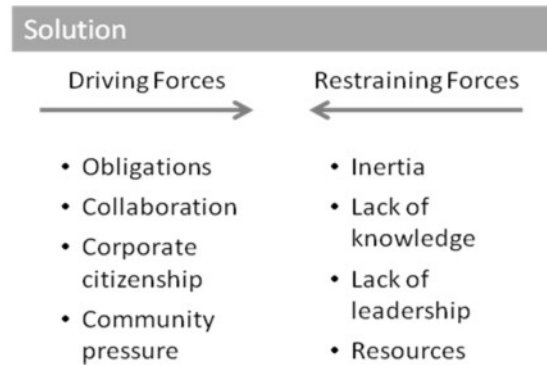 Solution
Driving Forces
Restraining Forces
• Obligations
• Collaboration
• Corporate
citizenship
• Community
pressure
• Inertia
• Lack of
knowledge
• Lack of
leadership
• Resources